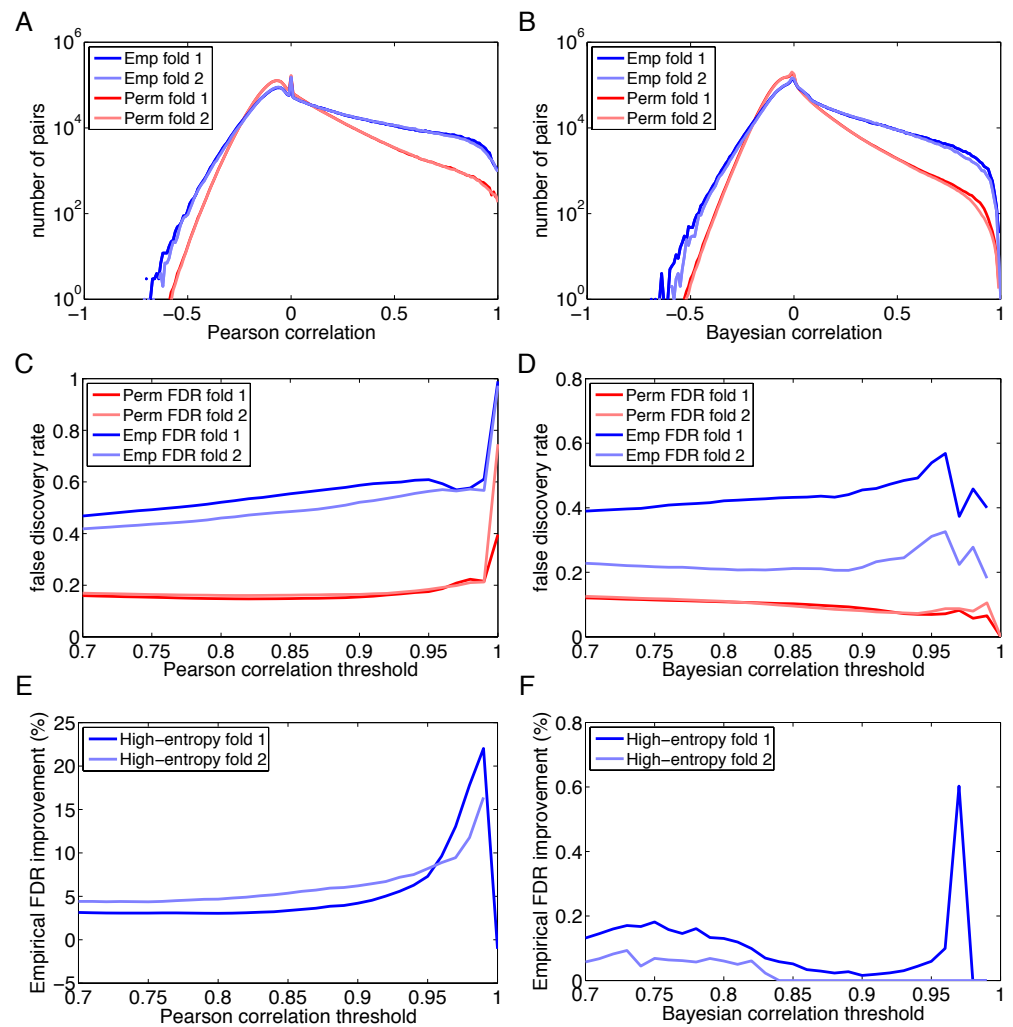 A
10^6
10^4
10^2
10^0
number of pairs
Emp fold 1
Emp fold 2
Perm fold 1
Perm fold 2
−1
−0.5
0
0.5
1
Pearson correlation
B
10^6
10^4
10^2
10^0
number of pairs
Emp fold 1
Emp fold 2
Perm fold 1
Perm fold 2
−1
−0.5
0
0.5
1
Bayesian correlation
C
1
0.8
0.6
0.4
0.2
0
false discovery rate
Perm FDR fold 1
Perm FDR fold 2
Emp FDR fold 1
Emp FDR fold 2
0.7
0.75
0.8
0.85
0.9
0.95
1
Pearson correlation threshold
D
0.8
0.6
0.4
0.2
0
false discovery rate
Perm FDR fold 1
Perm FDR fold 2
Emp FDR fold 1
Emp FDR fold 2
0.7
0.75
0.8
0.85
0.9
0.95
1
Bayesian correlation threshold
E
25
20
15
10
5
0
−5
Empirical FDR improvement (%)
High−entropy fold 1
High−entropy fold 2
0.7
0.75
0.8
0.85
0.9
0.95
1
Pearson correlation threshold
F
0.8
0.6
0.4
0.2
0
Empirical FDR improvement (%)
High−entropy fold 1
High−entropy fold 2
0.7
0.75
0.8
0.85
0.9
0.95
1
Bayesian correlation threshold